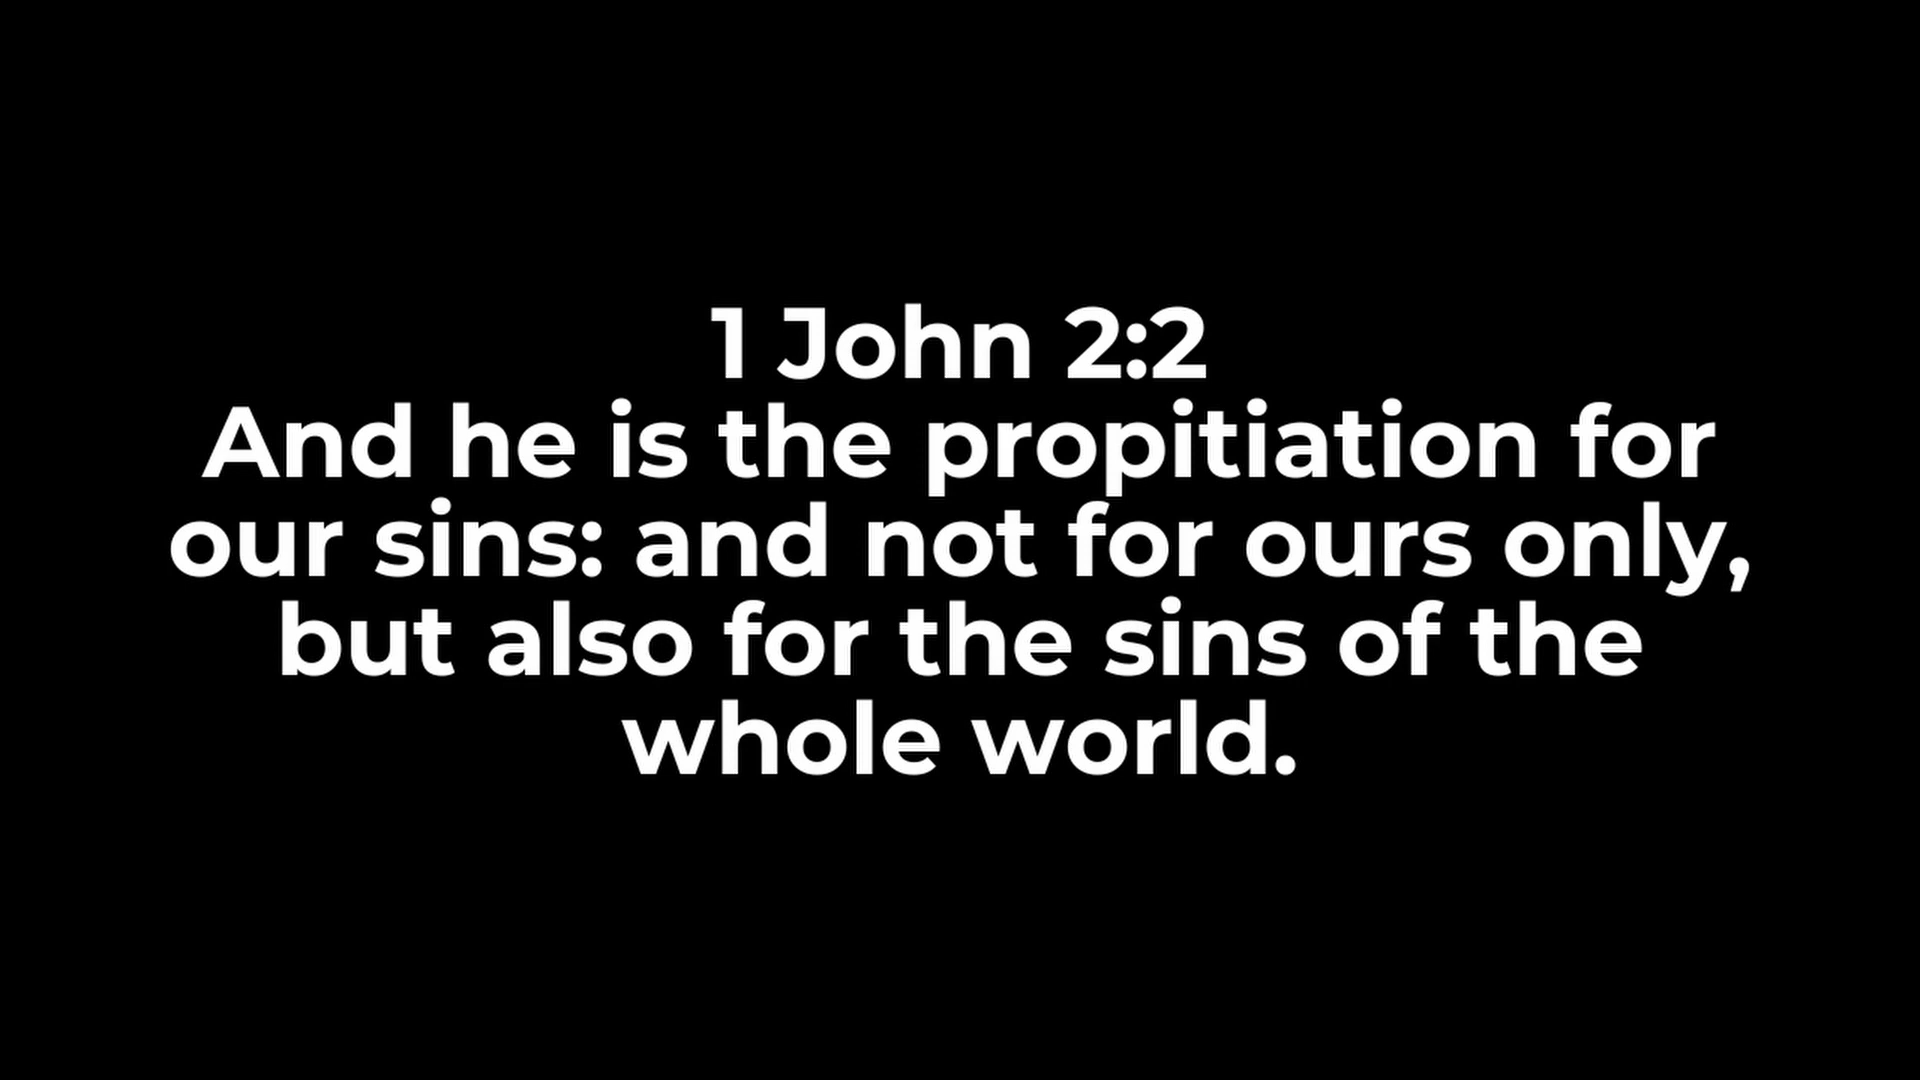 1 John 2:2
And he is the propitiation for
our sins: and not for ours only,
but also for the sins of the
whole world.